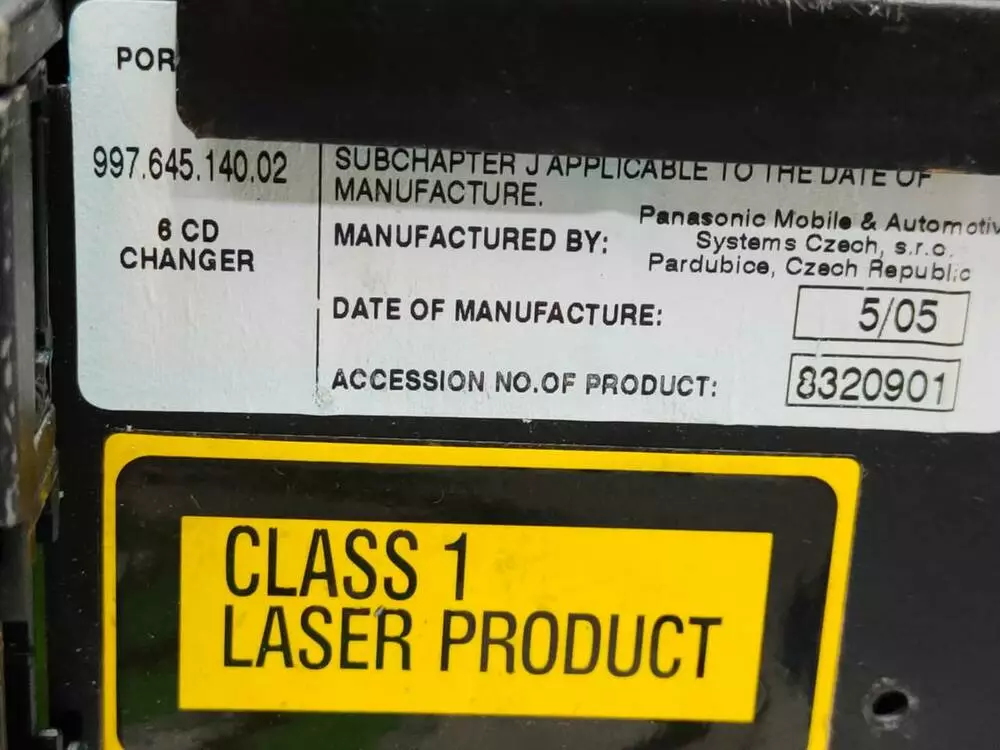 POR
997.645.140.02
6 CD
CHANGER
SUBCHAPTER J APPLICABLE TO THE DATE OF
MANUFACTURE.
MANUFACTURED BY:
Panasonic Mobile & Automotiv
Systems Czech, s.r.o.
Pardubice, Czech Republic
DATE OF MANUFACTURE:
5/05
ACCESSION NO.OF PRODUCT:
8320901
CLASS 1
LASER PRODUCT